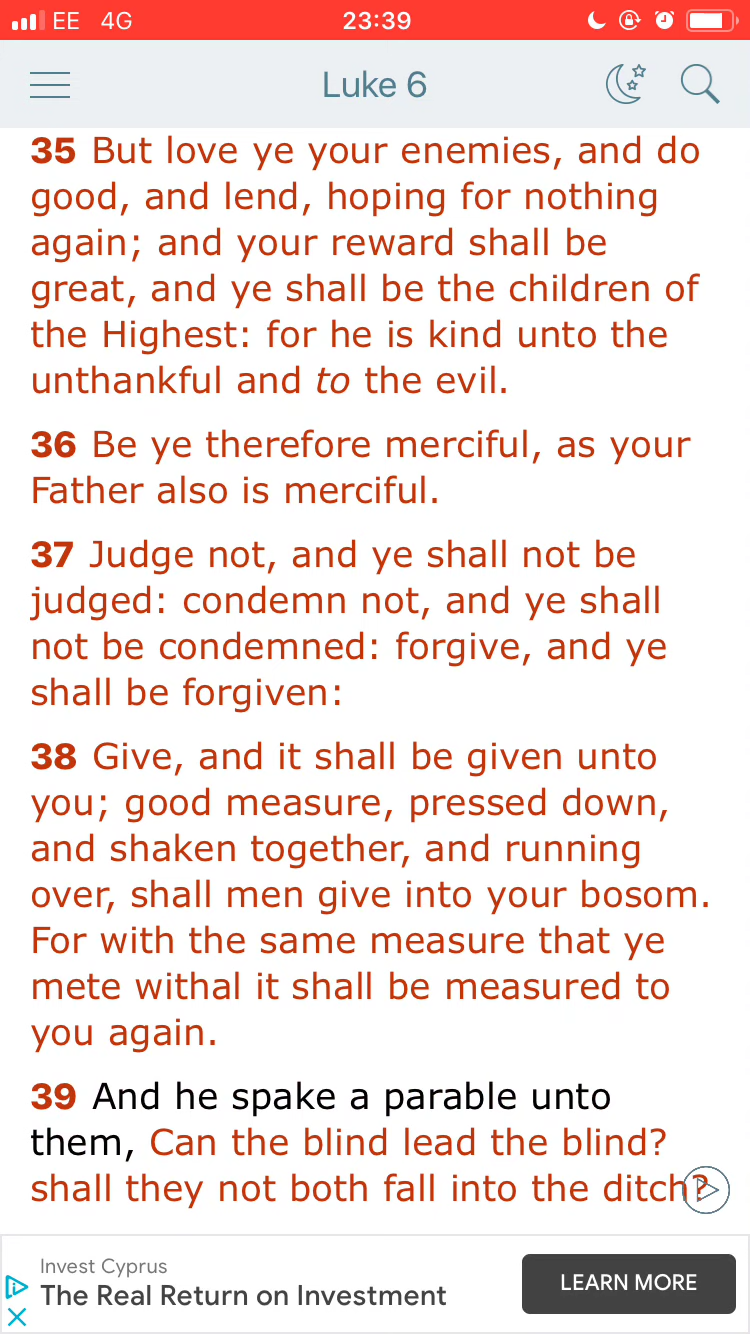 EE 4G 23:39
Luke 6
35 But love ye your enemies, and do
good, and lend, hoping for nothing
again; and your reward shall be
great, and ye shall be the children of
the Highest: for he is kind unto the
unthankful and to the evil.
36 Be ye therefore merciful, as your
Father also is merciful.
37 Judge not, and ye shall not be
judged: condemn not, and ye shall
not be condemned: forgive, and ye
shall be forgiven:
38 Give, and it shall be given unto
you; good measure, pressed down,
and shaken together, and running
over, shall men give into your bosom.
For with the same measure that ye
mete withal it shall be measured to
you again.
39 And he spake a parable unto
them, Can the blind lead the blind?
shall they not both fall into the ditch?
Invest Cyprus
The Real Return on Investment
LEARN MORE